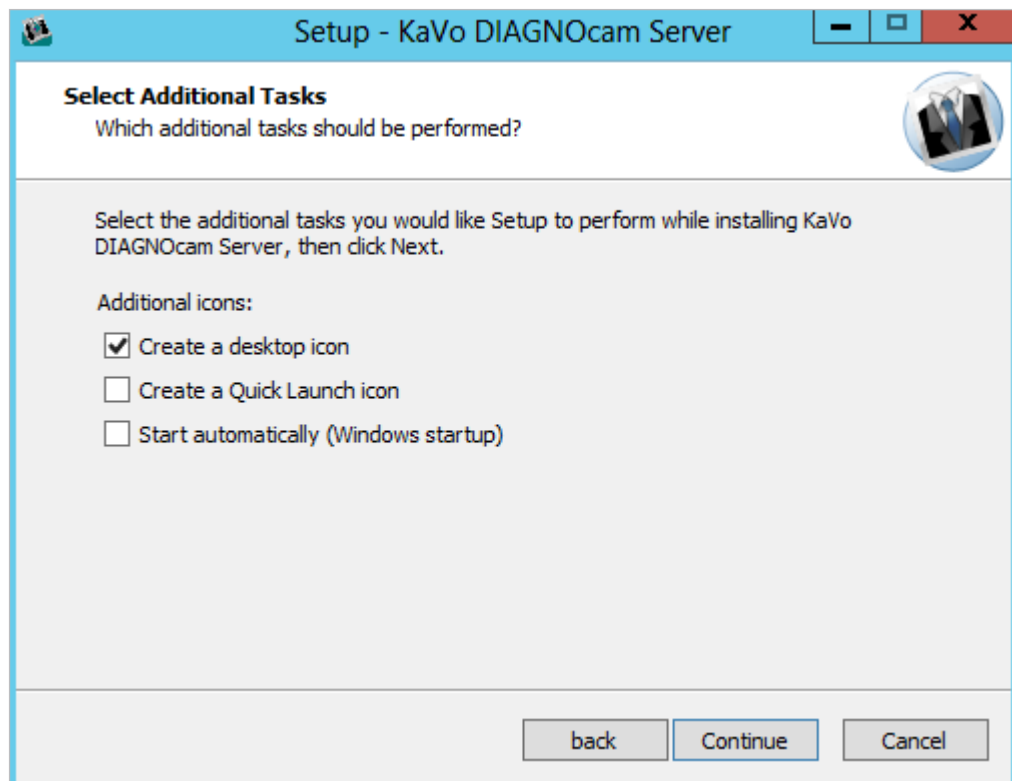 Setup - KaVo DIAGNOcam Server
Select Additional Tasks
Which additional tasks should be performed?
Select the additional tasks you would like Setup to perform while installing KaVo
DIAGNOcam Server, then click Next.
Additional icons:
Create a desktop icon
Create a Quick Launch icon
Start automatically (Windows startup)
back
Continue
Cancel